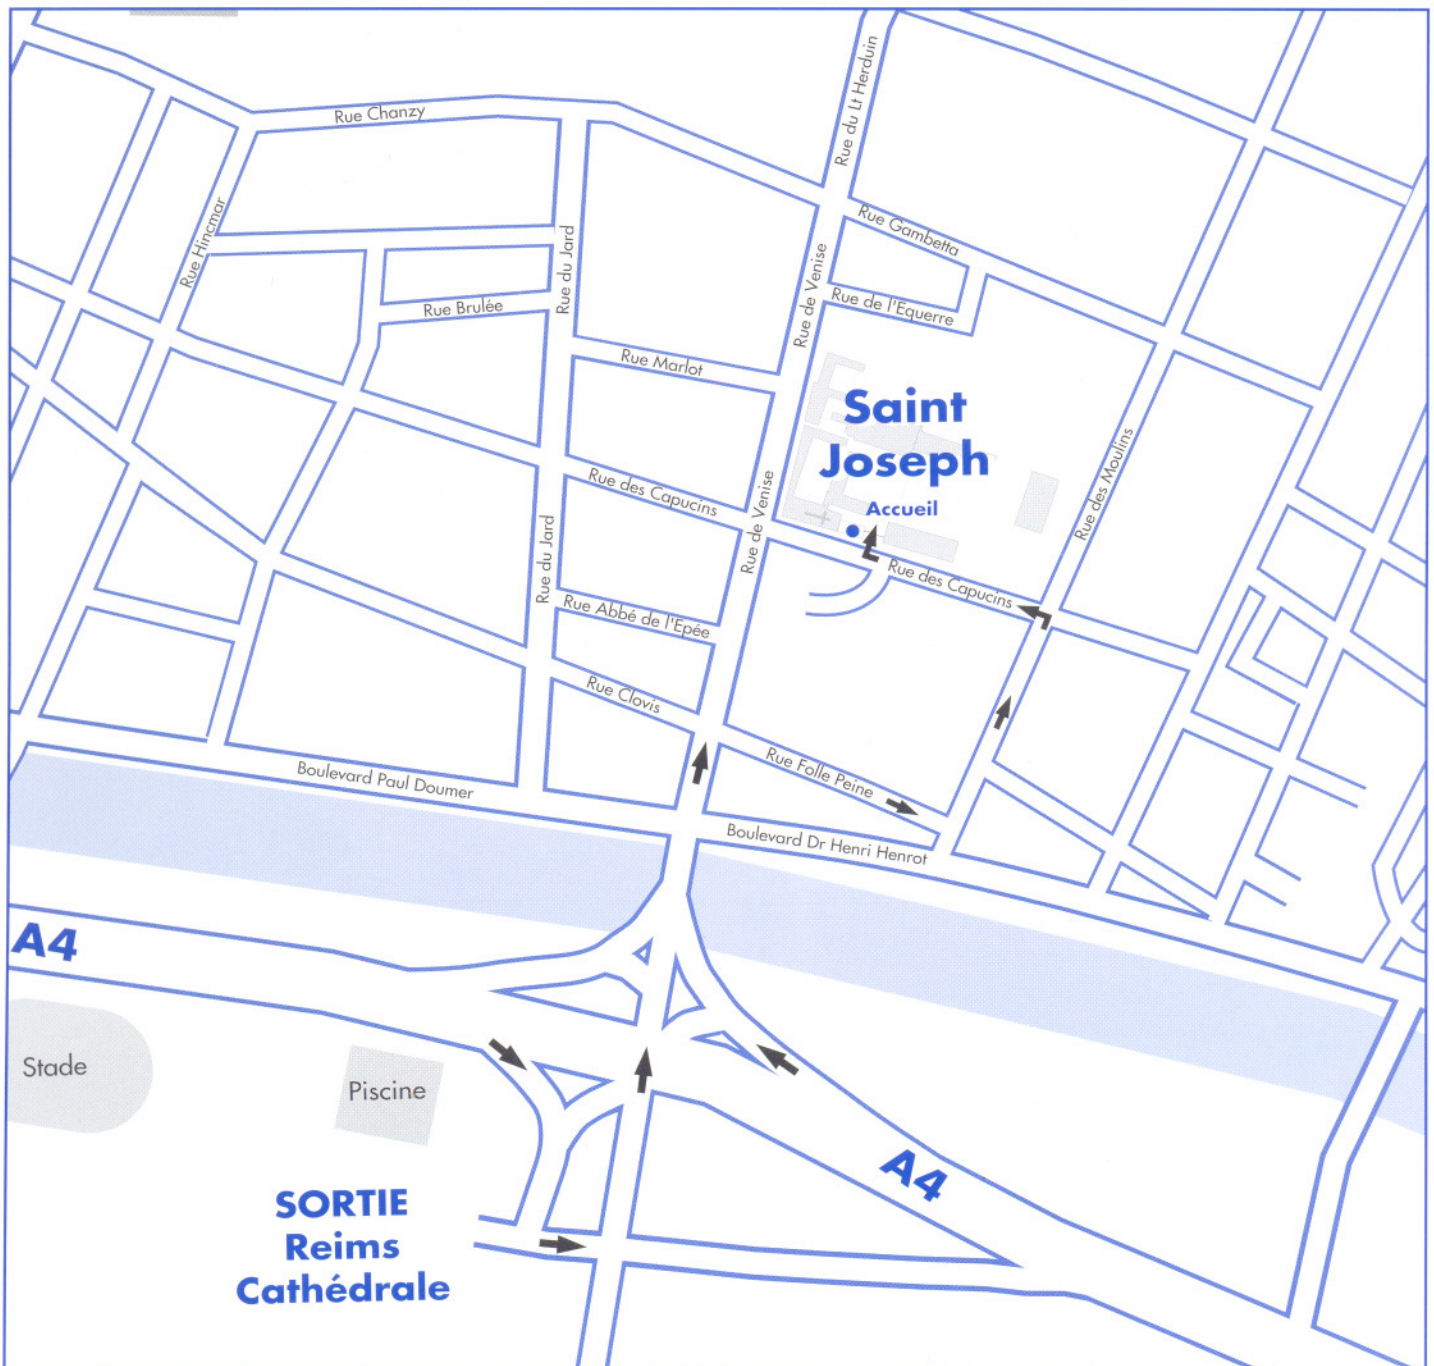 Rue du Lt Herduin
Rue Chanzy
Rue Hincmar
Rue du Jard
Rue de Venise
Rue Gambetta
Rue Brulée
Rue de l'Equerre
Rue Marlot
Saint
Joseph
Rue des Moulins
Rue des Capucins
Rue de Venise
Accueil
Rue du Jard
Rue des Capucins
Rue Abbé de l'Epée
Rue Clovis
Rue Folle Peine
Boulevard Paul Doumer
Boulevard Dr Henri Henrot
A4
Stade
Piscine
A4
SORTIE
Reims
Cathédrale